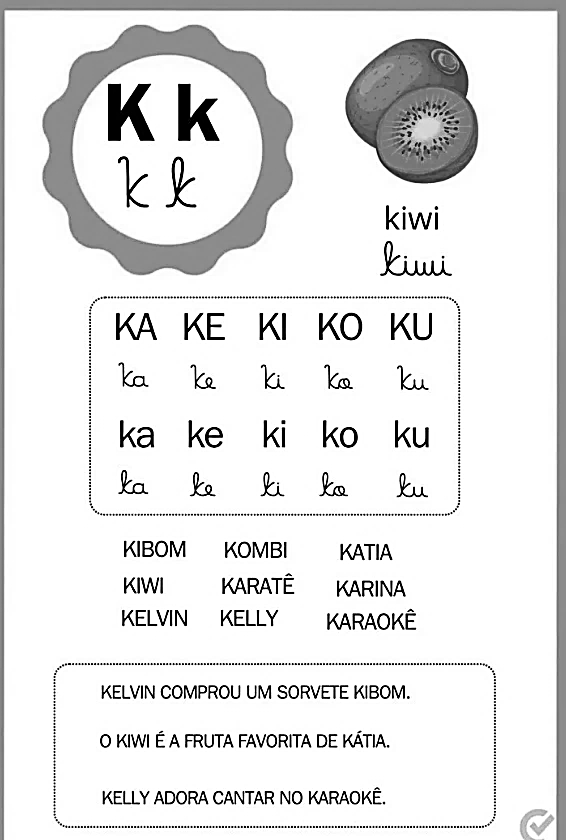 K k
k k
kiwi
kiwi
KA KE KI KO KU
ka ke ki ko ku
ka ke ki ko ku
ka ke ki ko ku
KIBOM KOMBI KATIA
KIWI KARATÊ KARINA
KELVIN KELLY KARAOKÊ
KELVIN COMPROU UM SORVETE KIBOM.
O KIWI É A FRUTA FAVORITA DE KÁTIA.
KELLY ADORA CANTAR NO KARAOKÊ.